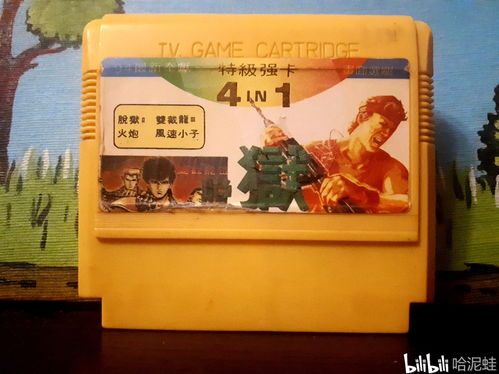 TV. GAME CARTRIDGE
特級强卡
4 IN 1
脫獄Ⅱ 雙截龍Ⅲ
火炮 風速小子
獄
bilibili 哈泥蛙